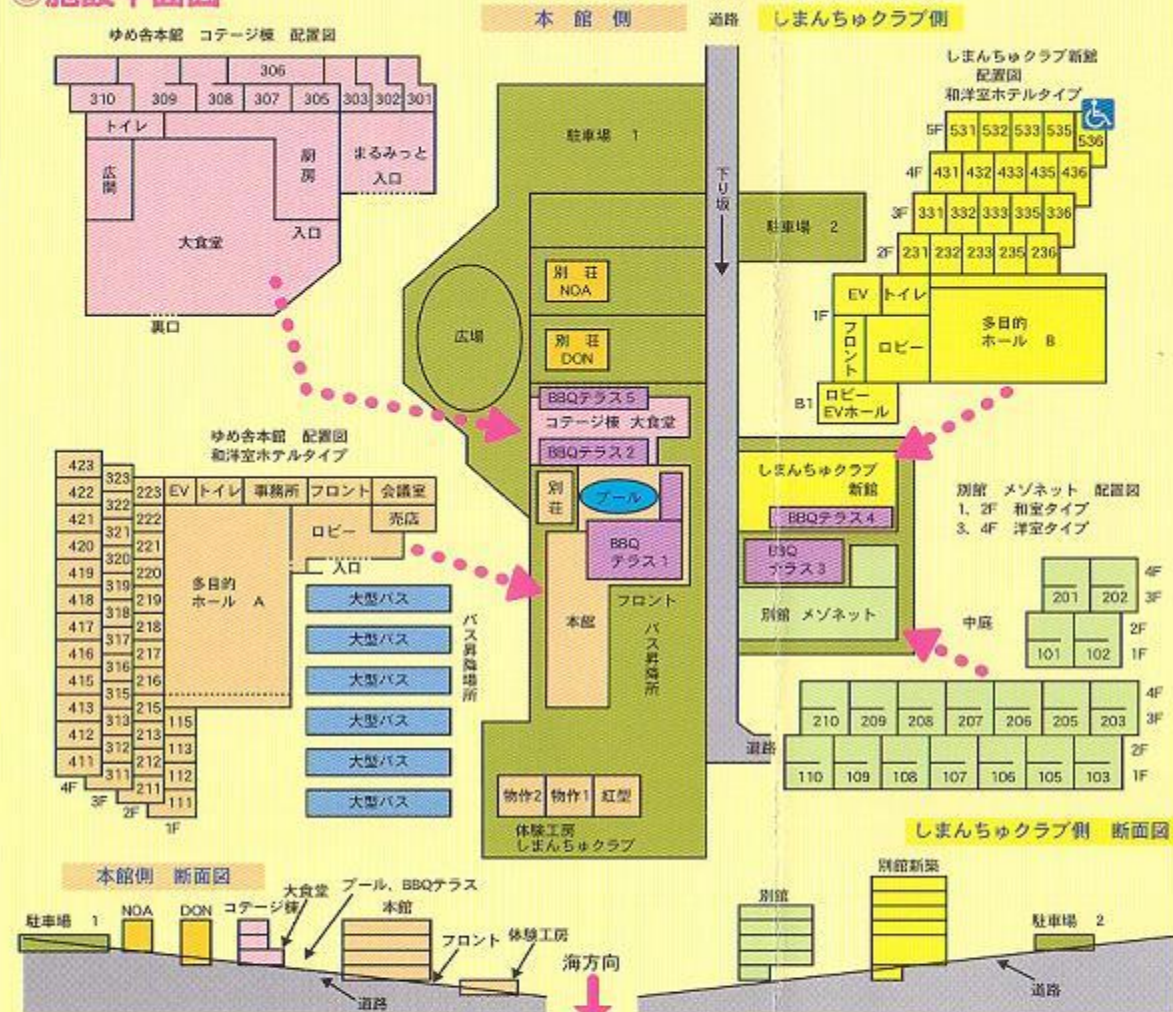 施設平面図
本館側
道路
しまんちゅクラブ側
ゆめ舎本館 コテージ棟 配置図
306
310 309 308 307 305 303 302 301
トイレ
広間
厨房
まるみっと
入口
大食堂
入口
裏口
駐車場 1
下り坂
駐車場 2
別荘
NOA
広場
別荘
DON
BBQテラス5
コテージ棟 大食堂
BBQテラス2
別荘
プール
BBQ
テラス1
フロント
本館
バス昇降所
物作2 物作1 紅型
体験工房
しまんちゅクラブ
道路
しまんちゅクラブ新館
配置図
和洋室ホテルタイプ
5F 531 532 533 535 536
4F 431 432 433 435 436
3F 331 332 333 335 336
2F 231 232 233 235 236
1F
EV トイレ
フロント
ロビー
多目的
ホール B
B1
ロビー
EVホール
しまんちゅクラブ
新館
BBQテラス4
BBQ
テラス3
別館 メゾネット
ゆめ舎本館 配置図
和洋室ホテルタイプ
423
422
421
420
419
418
417
416
415
413
412
411
4F
323
322
321
320
319
318
317
316
315
313
312
311
3F
223
222
221
220
219
218
217
216
215
213
212
211
2F
115
113
112
111
1F
EV トイレ 事務所 フロント 会議室
売店
ロビー
入口
多目的
ホール A
大型バス
大型バス
大型バス
大型バス
大型バス
大型バス
バス昇降場所
別館 メゾネット 配置図
1、2F 和室タイプ
3、4F 洋室タイプ
4F
201 202 3F
中庭
2F
101 102 1F
4F
210 209 208 207 206 205 203 3F
2F
110 109 108 107 106 105 103 1F
本館側 断面図
駐車場 1
NOA
DON
コテージ棟
大食堂
プール、BBQテラス
本館
フロント
体験工房
道路
海方向
しまんちゅクラブ側 断面図
別館
別館新築
駐車場 2
道路